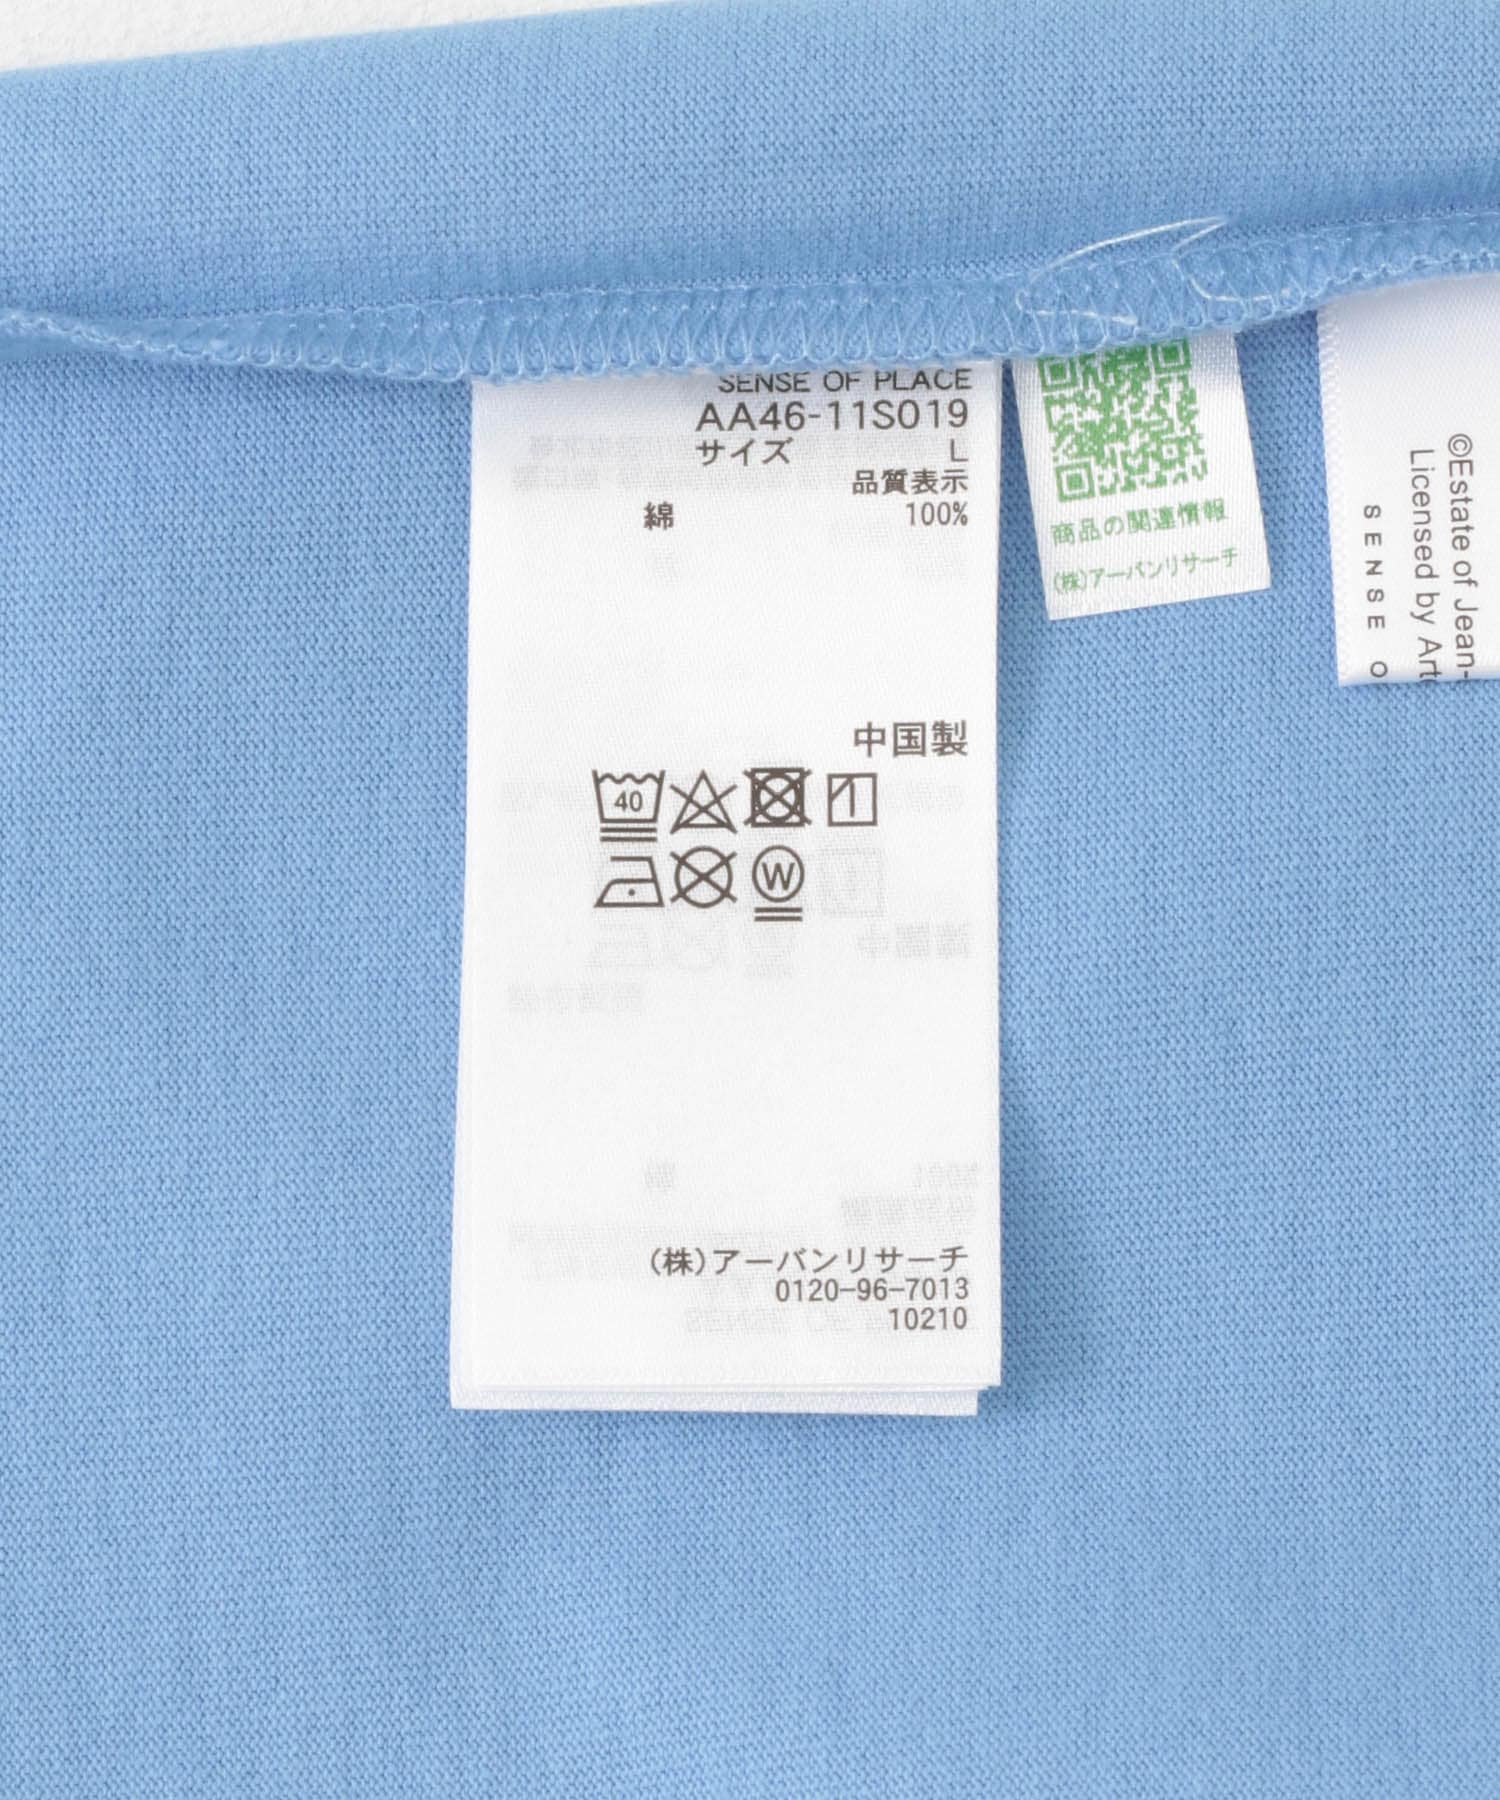 SENSE OF PLACE
AA46-11S019
サイズ L
品質表示
綿 100%
中国製
40
W
(株)アーバンリサーチ
0120-96-7013
10210
商品の関連情報
(株)アーバンリサーチ
©Estate of Jean-
Licensed by
SENSE